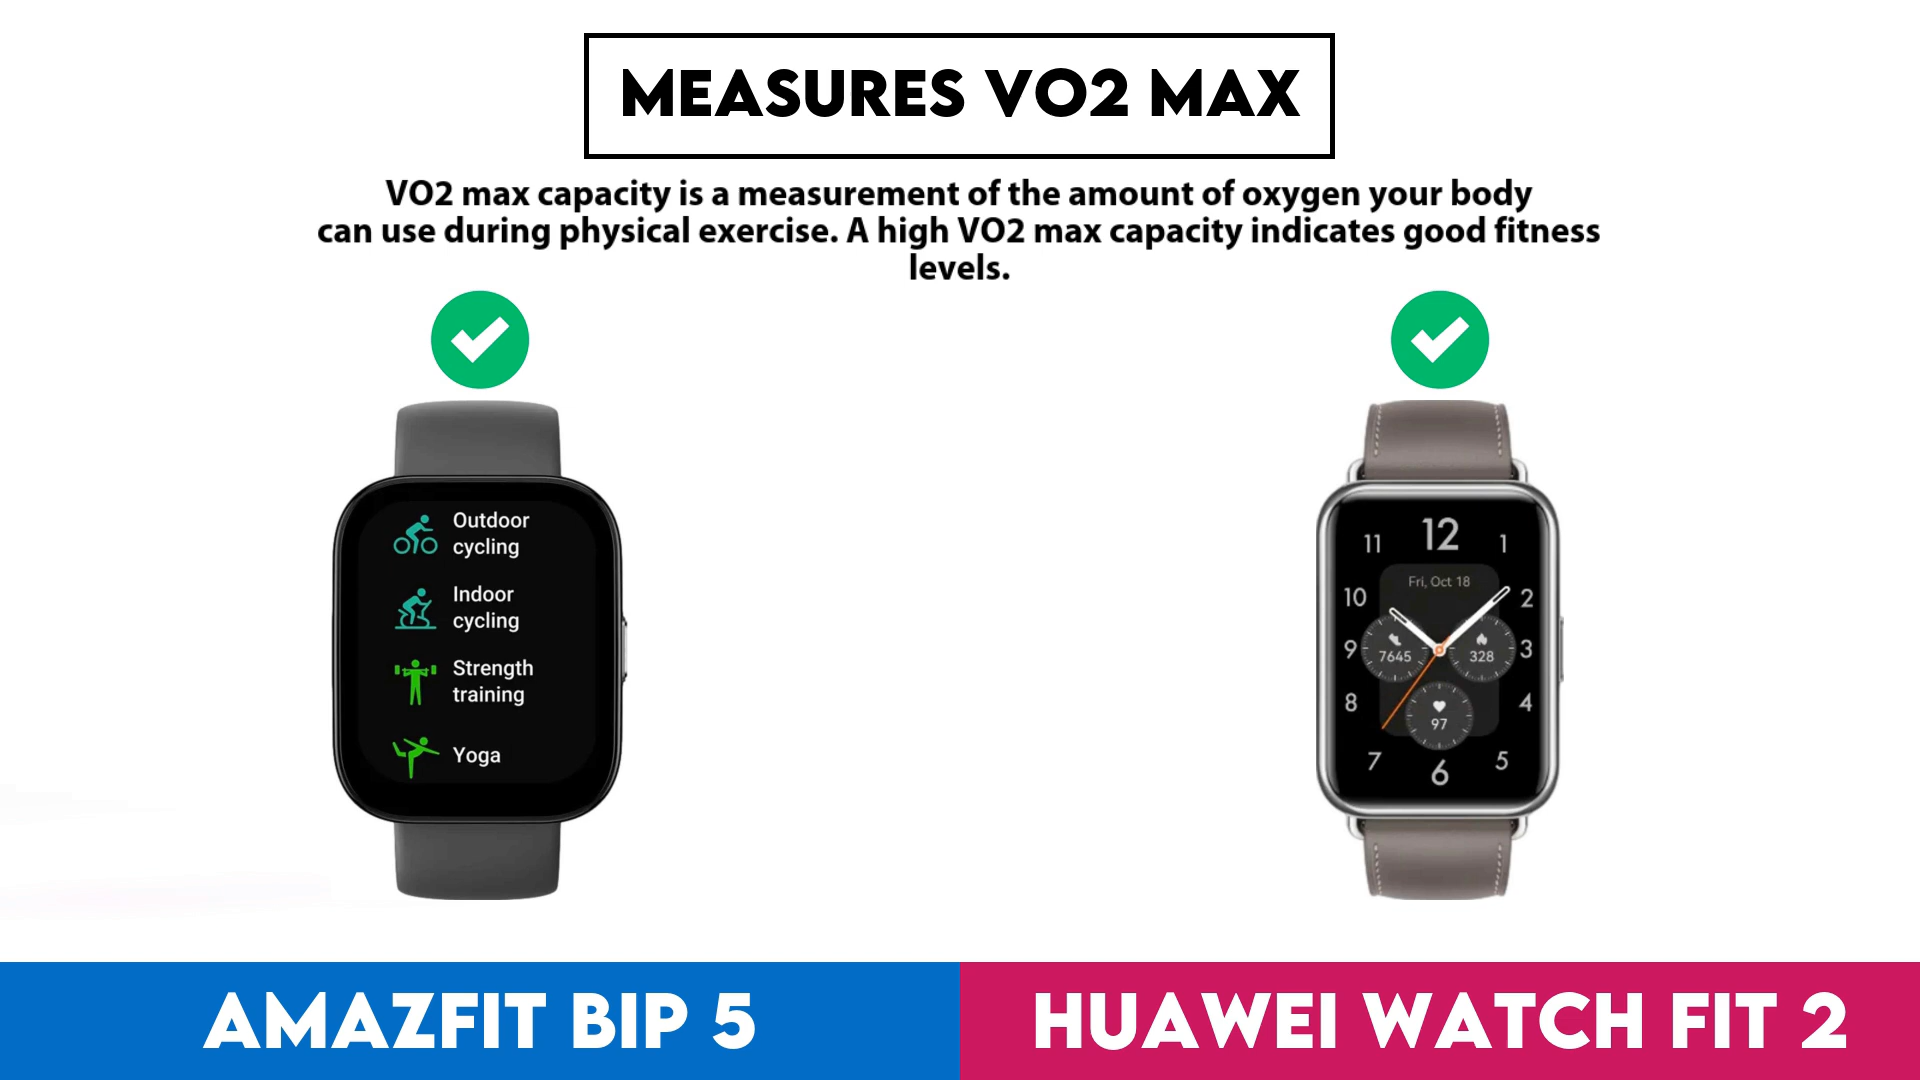 MEASURES VO2 MAX
VO2 max capacity is a measurement of the amount of oxygen your body
can use during physical exercise. A high VO2 max capacity indicates good fitness
levels.
Outdoor
cycling
Indoor
cycling
Strength
training
Yoga
11 12 1
Fri, Oct 18
10 2
9 7645 328 3
8 4
97
7 6 5
AMAZFIT BIP 5
HUAWEI WATCH FIT 2